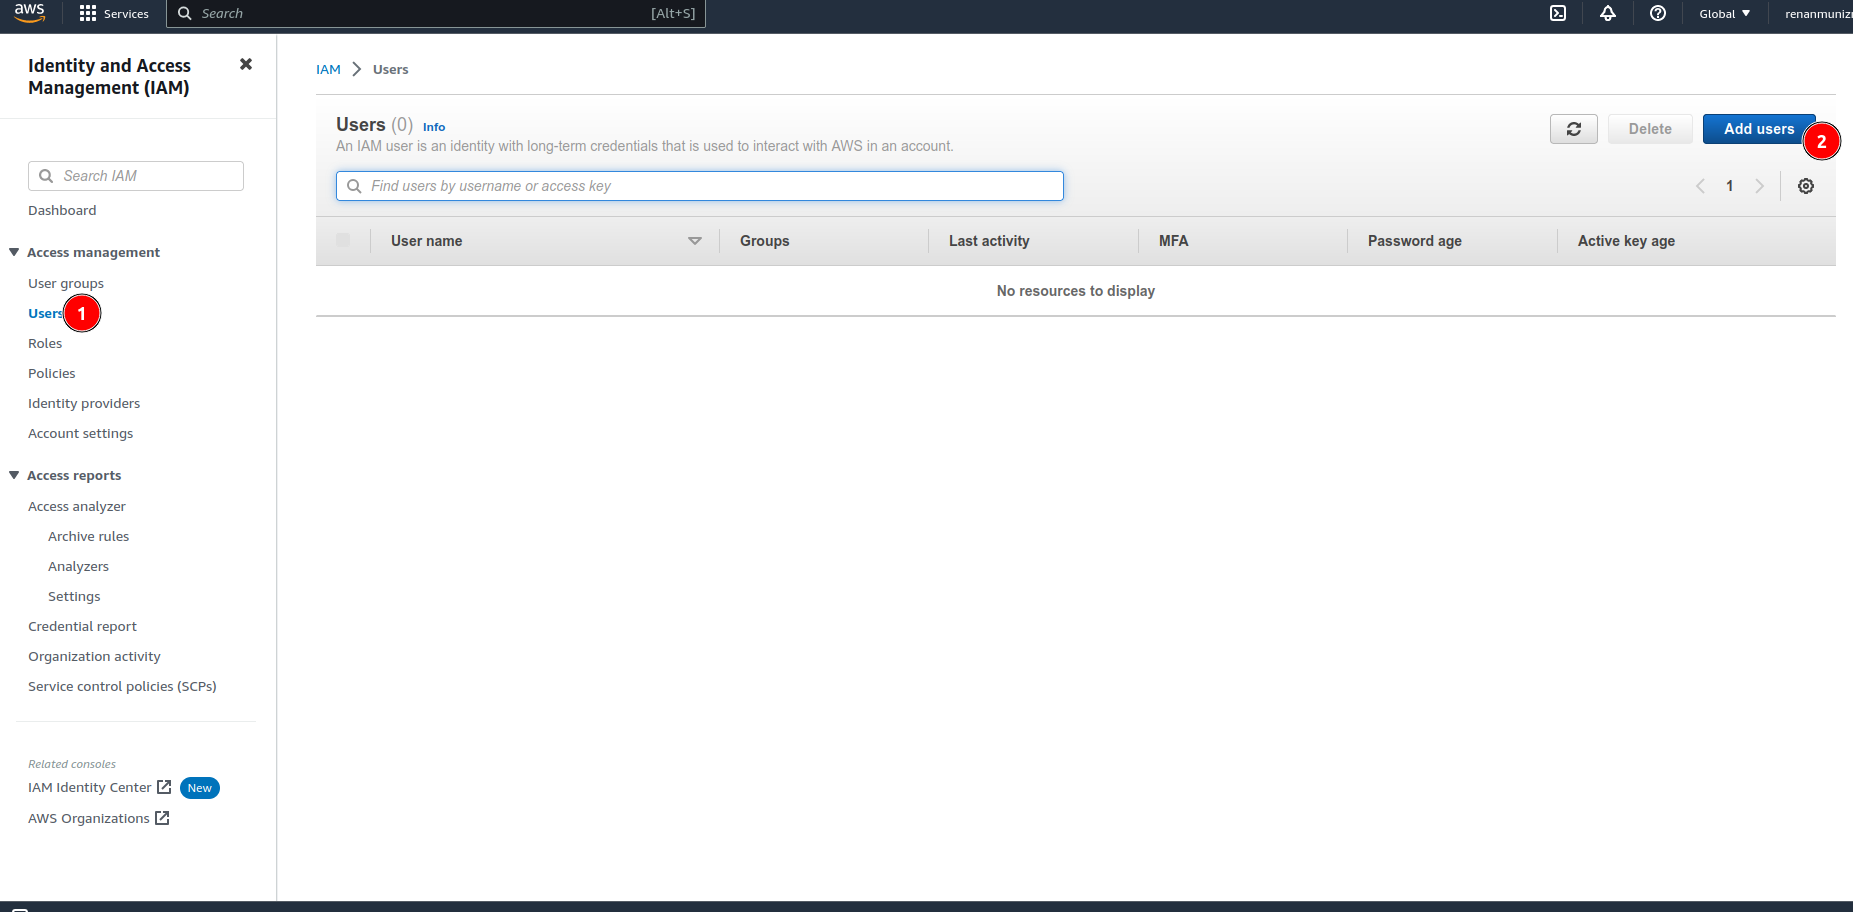 aws
Services
Search
[Alt+S]
Global
renanmuniz
Identity and Access
Management (IAM)
Search IAM
Dashboard
Access management
User groups
Users
1
Roles
Policies
Identity providers
Account settings
Access reports
Access analyzer
Archive rules
Analyzers
Settings
Credential report
Organization activity
Service control policies (SCPs)
Related consoles
IAM Identity Center New
AWS Organizations
IAM > Users
Users (0) Info
An IAM user is an identity with long-term credentials that is used to interact with AWS in an account.
Delete
Add users
2
Find users by username or access key
1
User name Groups Last activity MFA Password age Active key age
No resources to display